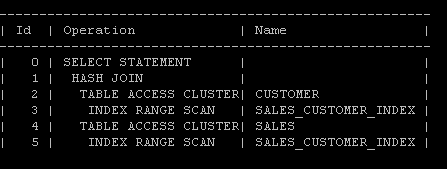 -----------------------------------------------------------
| Id | Operation | Name |
-----------------------------------------------------------
| 0 | SELECT STATEMENT | |
| 1 | HASH JOIN | |
| 2 | TABLE ACCESS CLUSTER| CUSTOMER |
| 3 | INDEX RANGE SCAN | SALES_CUSTOMER_INDEX |
| 4 | TABLE ACCESS CLUSTER| SALES |
| 5 | INDEX RANGE SCAN | SALES_CUSTOMER_INDEX |
-----------------------------------------------------------